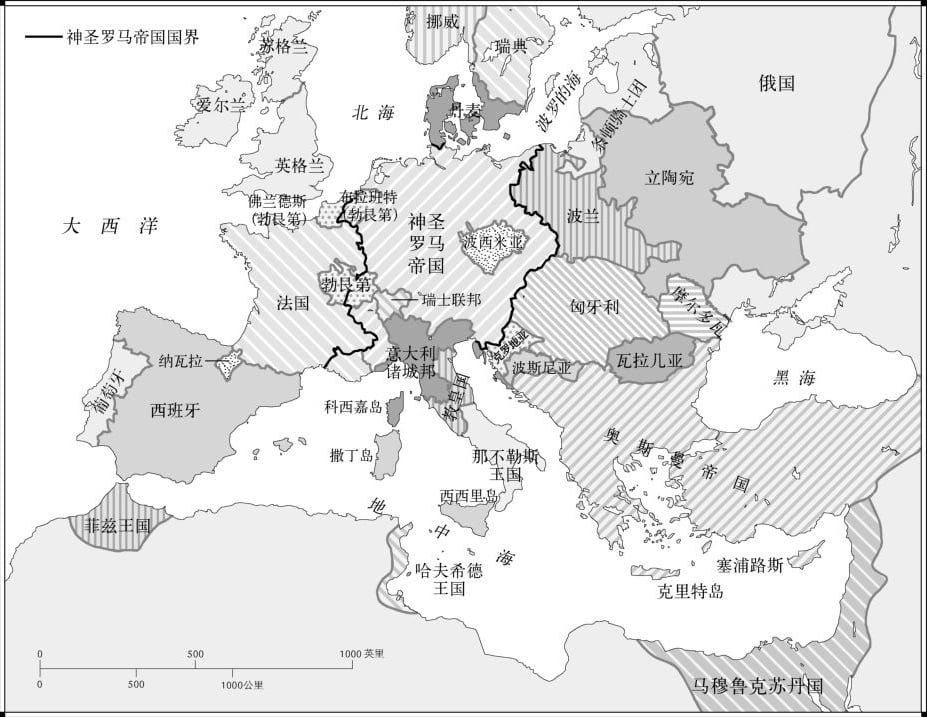 神圣罗马帝国国界
挪威
瑞典
苏格兰
爱尔兰
北海
丹麦
波罗的海
条顿骑士团
俄国
英格兰
立陶宛
佛兰德斯
（勃艮第）
布拉班特
（勃艮第）
波兰
大西洋
神圣
罗马
帝国
波西米亚
勃艮第
瑞士联邦
法国
匈牙利
摩尔多瓦
克罗地亚
纳瓦拉
意大利
诸城邦
波斯尼亚
瓦拉几亚
黑海
葡萄牙
西班牙
科西嘉岛
教皇国
撒丁岛
那不勒斯
王国
奥斯曼帝国
西西里岛
地中海
菲兹王国
哈夫希德
王国
塞浦路斯
克里特岛
马穆鲁克苏丹国
0 500 1000 英里
0 500 1000公里